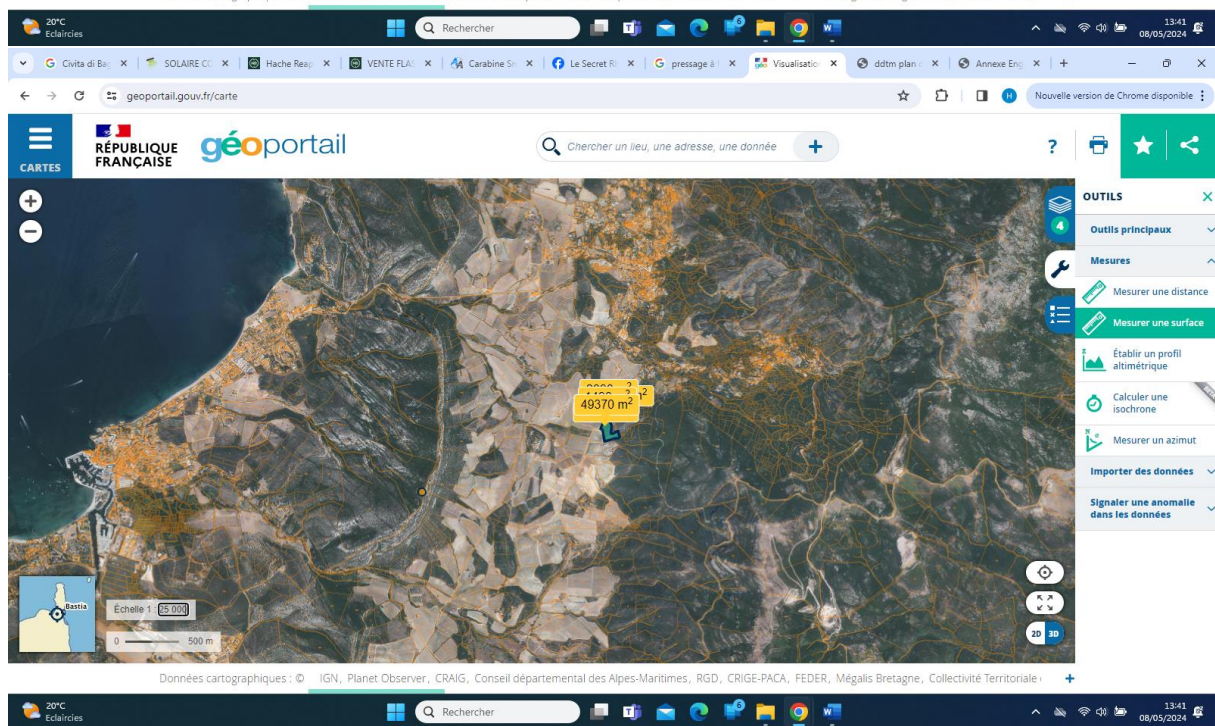 20°C
Eclaircies
Rechercher
6
13:41
08/05/2024
Civita di Ba
SOLAIRE CO
Hache Reap
VENTE FLAS
Carabine Sn
Le Secret R
pressage à
Visualisation
ddtm plan
Annexe Eng
geoportail.gouv.fr/carte
H
Nouvelle version de Chrome disponible
CARTES
RÉPUBLIQUE
FRANÇAISE
géoportail
Chercher un lieu, une adresse, une donnée
?
4
OUTILS
Outils principaux
Mesures
Mesurer une distance
Mesurer une surface
Établir un profil
altimétrique
Calculer une
isochrone
Mesurer un azimut
Importer des données
Signaler une anomalie
dans les données
49370 m²
Bastia
Échelle 1 : 25 000
0 500 m
2D 3D
Données cartographiques : © IGN, Planet Observer, CRAIG, Conseil départemental des Alpes-Maritimes, RGD, CRIGE-PACA, FEDER, Mégalis Bretagne, Collectivité Territoriale
20°C
Eclaircies
Rechercher
6
13:41
08/05/2024